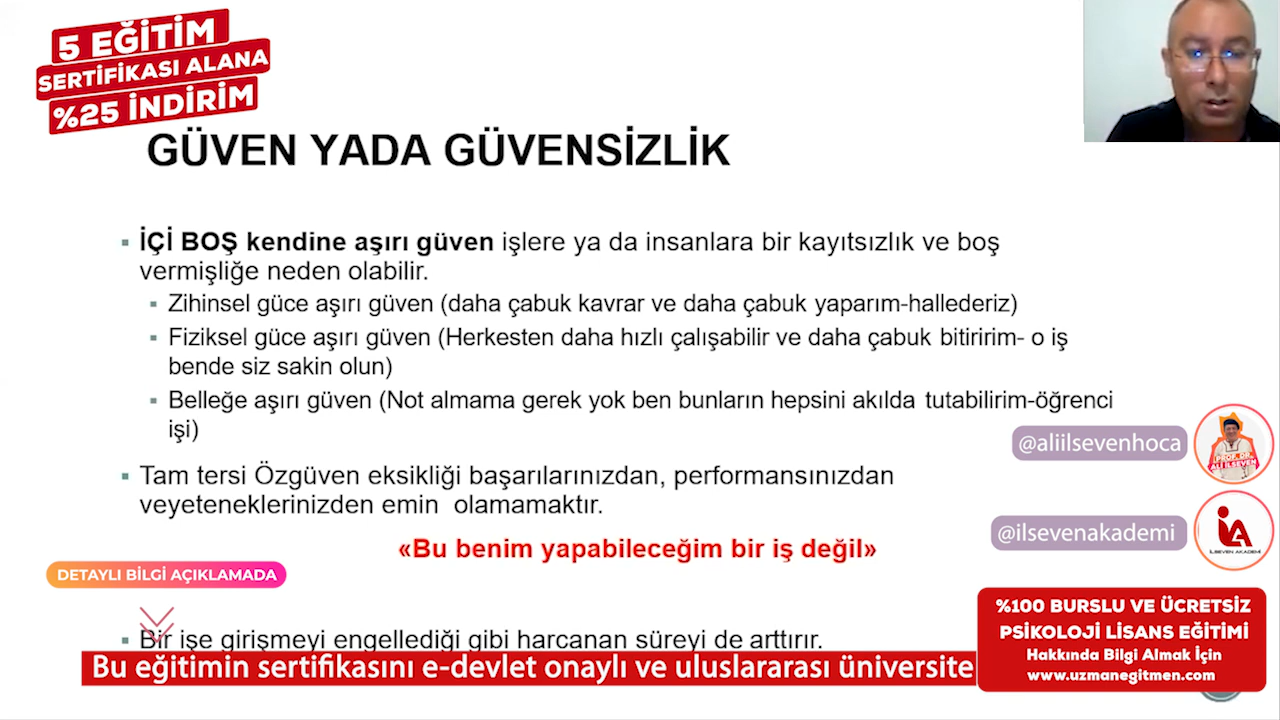 5 EĞİTİM
SERTİFİKASI ALANA
%25 İNDİRİM
GÜVEN YADA GÜVENSİZLİK
İÇİ BOŞ kendine aşırı güven işlere ya da insanlara bir kayıtsızlık ve boş
vermişliğe neden olabilir.
Zihinsel güce aşırı güven (daha çabuk kavrar ve daha çabuk yaparım-hallederiz)
Fiziksel güce aşırı güven (Herkesten daha hızlı çalışabilir ve daha çabuk bitiririm- o iş
bende siz sakin olun)
Belleğe aşırı güven (Not almama gerek yok ben bunların hepsini akılda tutabilirim-öğrenci
işi)
@aliilsevenhoca
PROF. DR.
ALİ İLSEVEN
Tam tersi Özgüven eksikliği başarılarınızdan, performansınızdan
veyeteneklerinizden emin olamamaktır.
@ilsevenakademi
İLSEVEN AKADEMİ
«Bu benim yapabileceğim bir iş değil»
DETAYLI BİLGİ AÇIKLAMADA
Bir işe girişmeyi engellediği gibi harcanan süreyi de arttırır.
Bu eğitimin sertifikasını e-devlet onaylı ve uluslararası üniversite
%100 BURSLU VE ÜCRETSİZ
PSİKOLOJİ LİSANS EĞİTİMİ
Hakkında Bilgi Almak İçin
www.uzmanegitmen.com